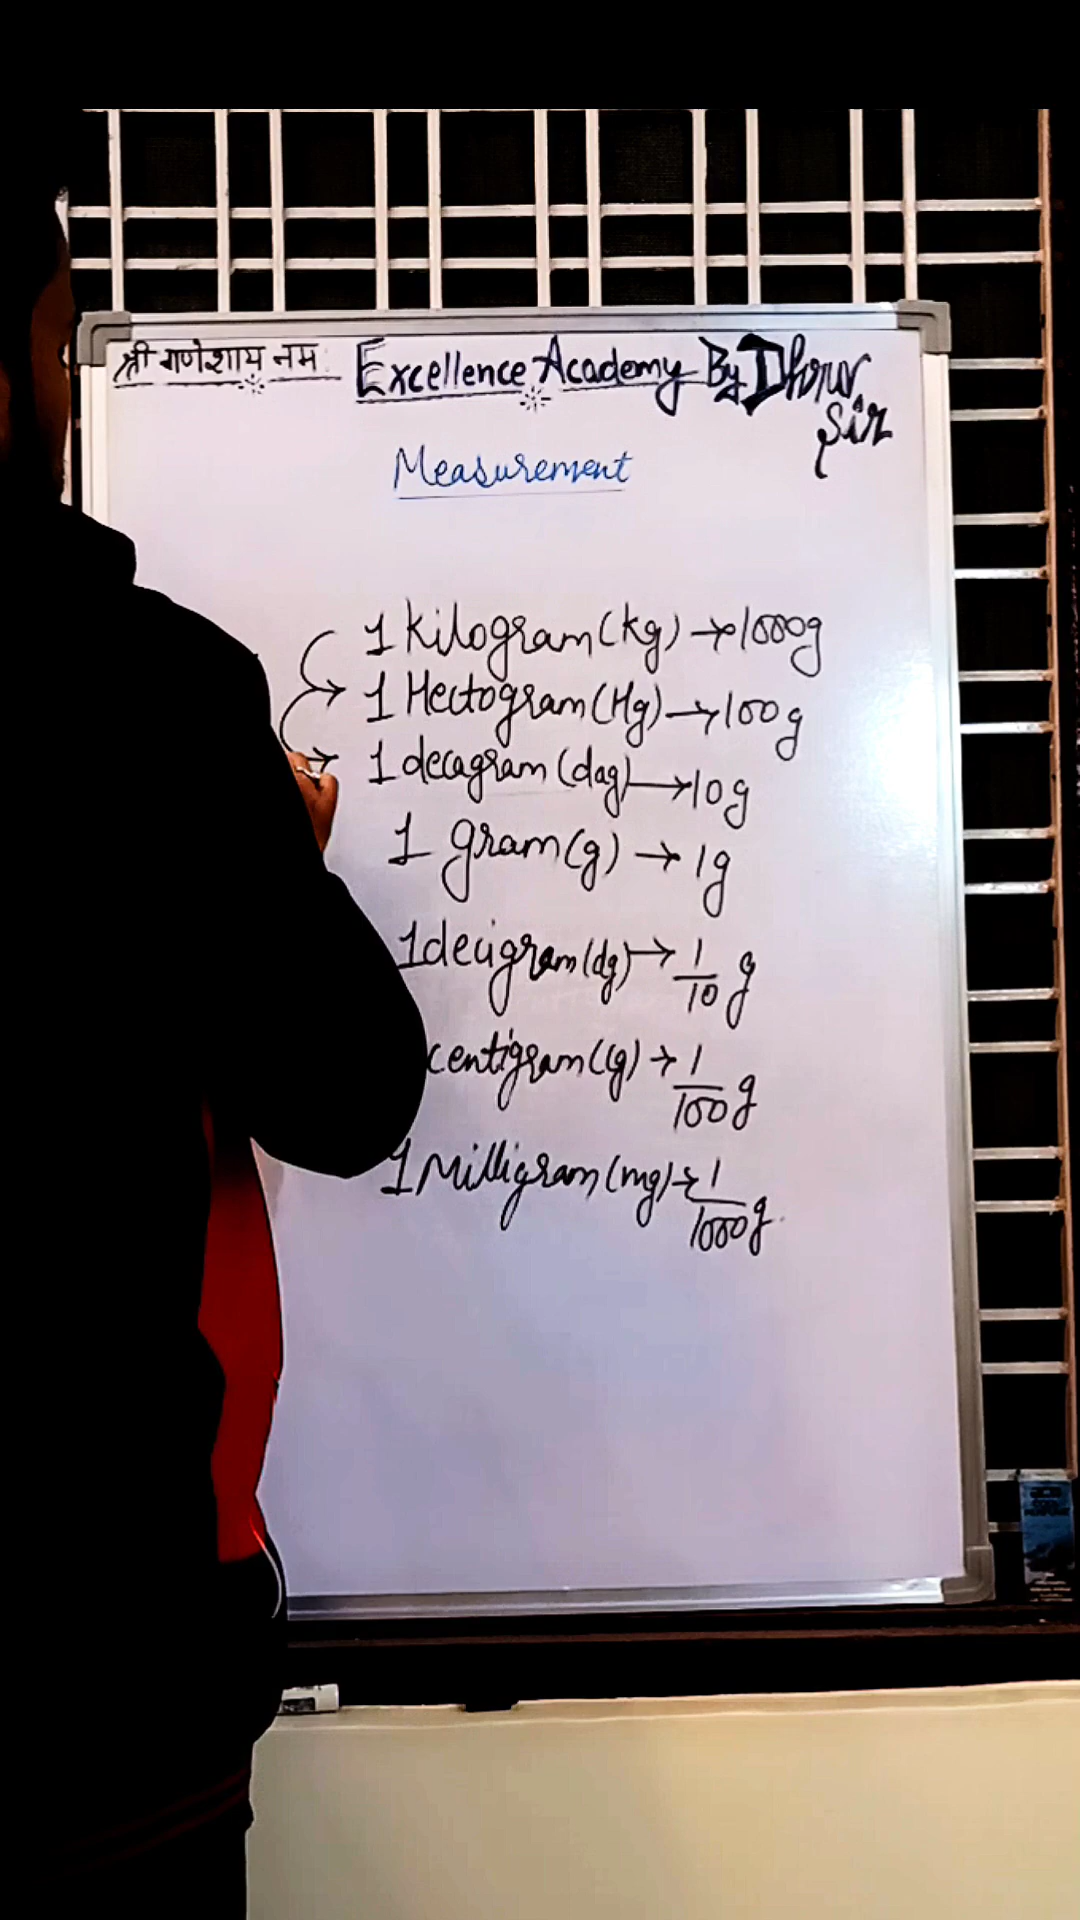 श्री गणेशाय नम: Excellence Academy By Dhruv Sir
Measurement
1 kilogram (kg) → 1000g
1 Hectogram (Hg) → 100g
1 decagram (dag) → 10g
1 gram (g) → 1g
1 decigram (dg) → 1/10 g
centigram (cg) → 1/100 g
1 Milligram (mg) → 1/1000 g